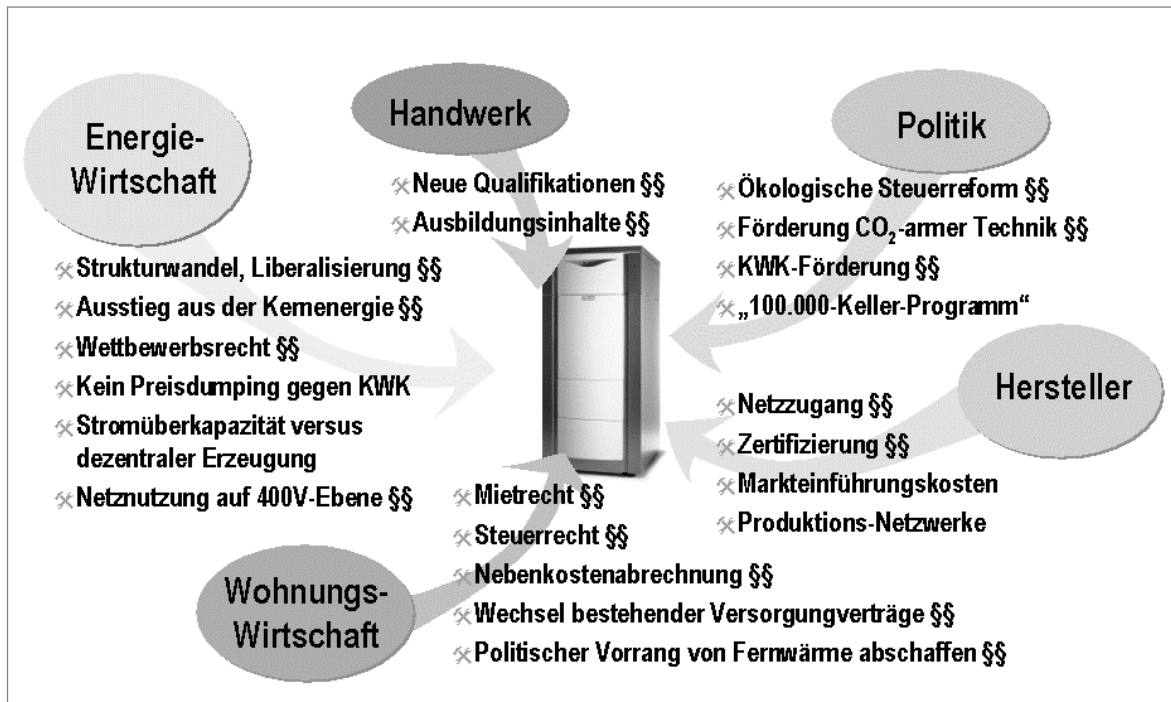 Energie-
Wirtschaft
Strukturwandel, Liberalisierung §§
Ausstieg aus der Kernenergie §§
Wettbewerbsrecht §§
Kein Preisdumping gegen KWK
Stromüberkapazität versus
dezentraler Erzeugung
Netznutzung auf 400V-Ebene §§
Handwerk
Neue Qualifikationen §§
Ausbildungsinhalte §§
Politik
Ökologische Steuerreform §§
Förderung CO₂-armer Technik §§
KWK-Förderung §§
„100.000-Keller-Programm“
Hersteller
Netzzugang §§
Zertifizierung §§
Markteinführungskosten
Produktions-Netzwerke
Wohnungs-
Wirtschaft
Mietrecht §§
Steuerrecht §§
Nebenkostenabrechnung §§
Wechsel bestehender Versorgungverträge §§
Politischer Vorrang von Fernwärme abschaffen §§